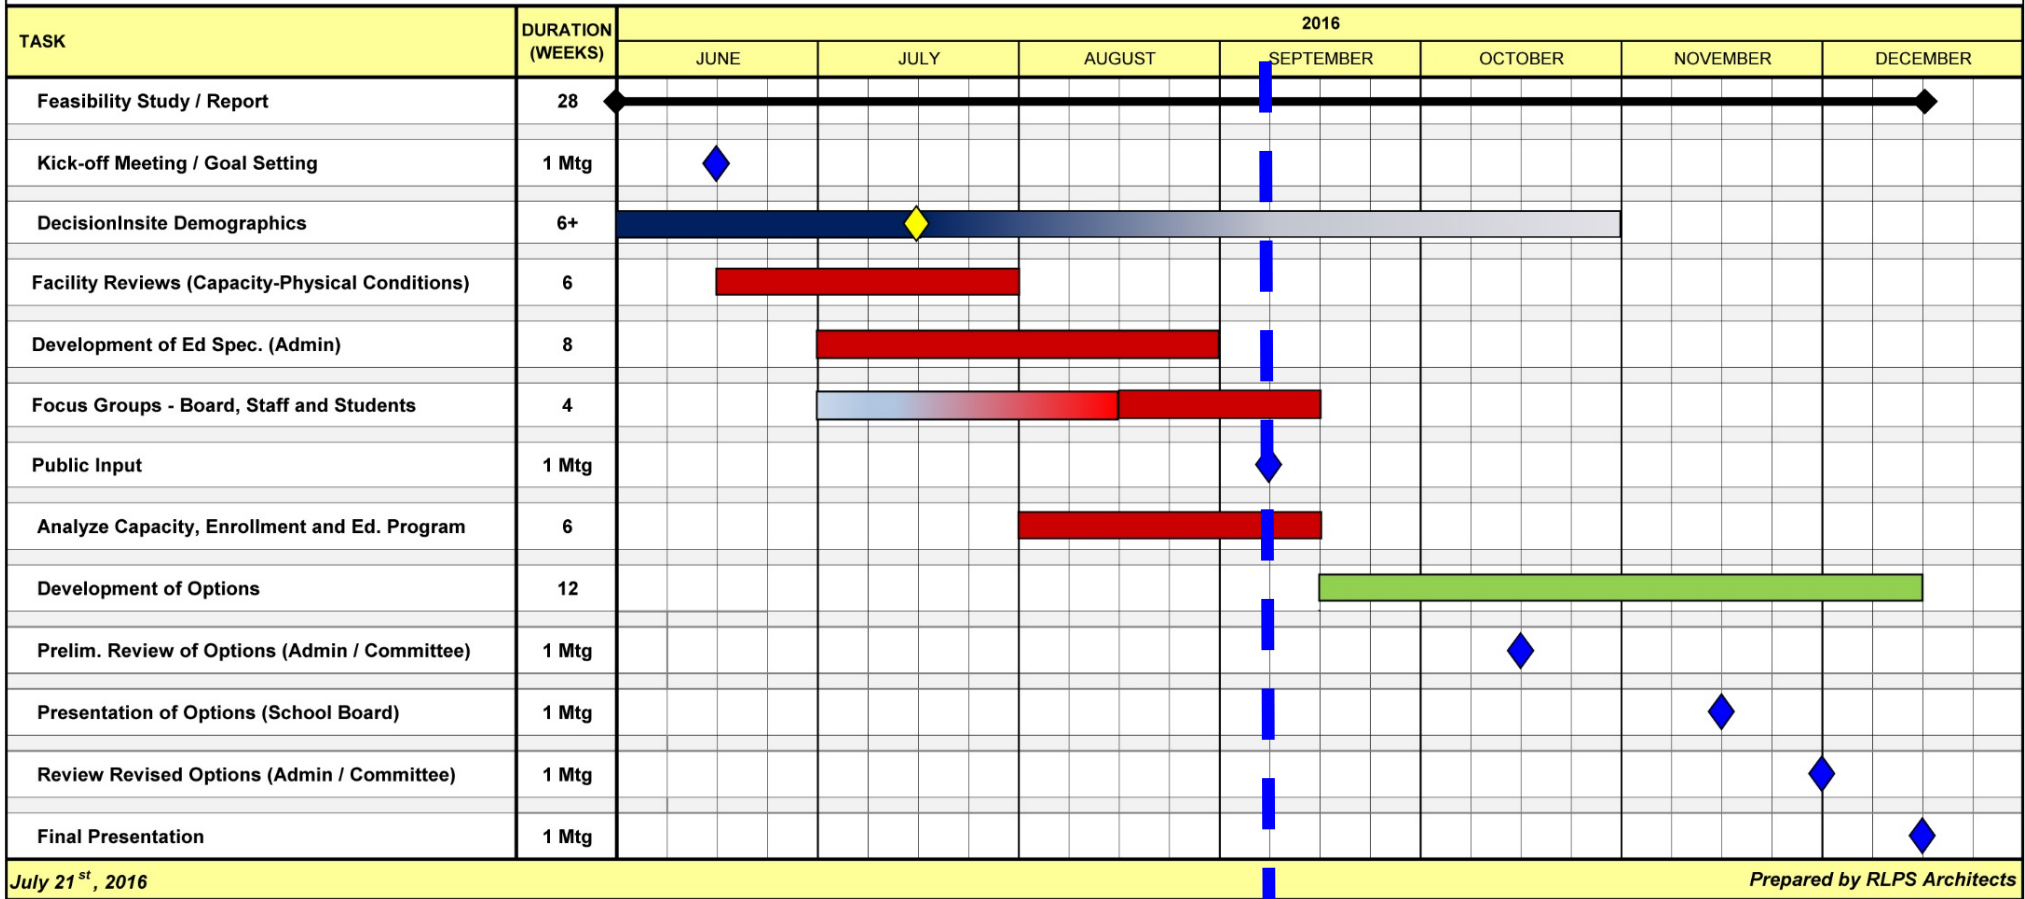 TASK
DURATION
(WEEKS)
2016
JUNE JULY AUGUST SEPTEMBER OCTOBER NOVEMBER DECEMBER
Feasibility Study / Report 28
Kick-off Meeting / Goal Setting 1 Mtg
DecisionInsite Demographics 6+
Facility Reviews (Capacity-Physical Conditions) 6
Development of Ed Spec. (Admin) 8
Focus Groups - Board, Staff and Students 4
Public Input 1 Mtg
Analyze Capacity, Enrollment and Ed. Program 6
Development of Options 12
Prelim. Review of Options (Admin / Committee) 1 Mtg
Presentation of Options (School Board) 1 Mtg
Review Revised Options (Admin / Committee) 1 Mtg
Final Presentation 1 Mtg
July 21st, 2016 Prepared by RLPS Architects